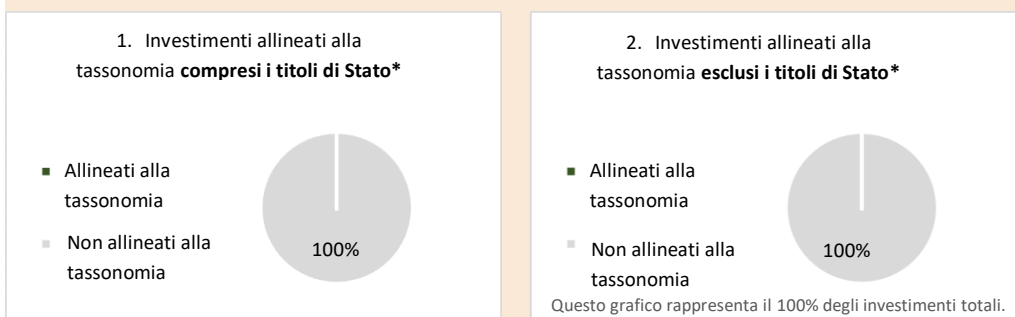 1. Investimenti allineati alla
tassonomia compresi i titoli di Stato*
Allineati alla
tassonomia
Non allineati alla
tassonomia
100%
2. Investimenti allineati alla
tassonomia esclusi i titoli di Stato*
Allineati alla
tassonomia
Non allineati alla
tassonomia
100%
Questo grafico rappresenta il 100% degli investimenti totali.